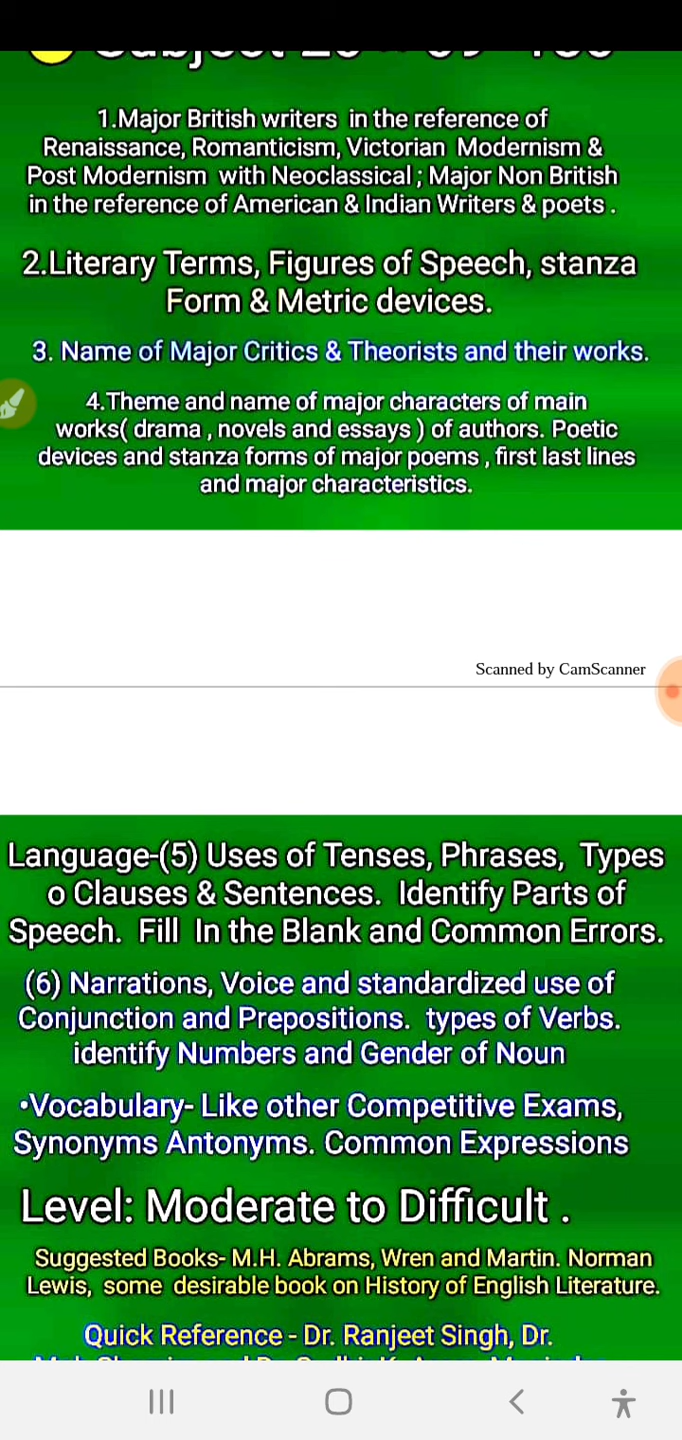 1.Major British writers in the reference of
Renaissance, Romanticism, Victorian Modernism &
Post Modernism with Neoclassical ; Major Non British
in the reference of American & Indian Writers & poets .
2.Literary Terms, Figures of Speech, stanza
Form & Metric devices.
3. Name of Major Critics & Theorists and their works.
4.Theme and name of major characters of main
works( drama , novels and essays ) of authors. Poetic
devices and stanza forms of major poems , first last lines
and major characteristics.
Scanned by CamScanner
Language-(5) Uses of Tenses, Phrases, Types
o Clauses & Sentences. Identify Parts of
Speech. Fill In the Blank and Common Errors.
(6) Narrations, Voice and standardized use of
Conjunction and Prepositions. types of Verbs.
identify Numbers and Gender of Noun
•Vocabulary- Like other Competitive Exams,
Synonyms Antonyms. Common Expressions
Level: Moderate to Difficult .
Suggested Books- M.H. Abrams, Wren and Martin. Norman
Lewis, some desirable book on History of English Literature.
Quick Reference - Dr. Ranjeet Singh, Dr.